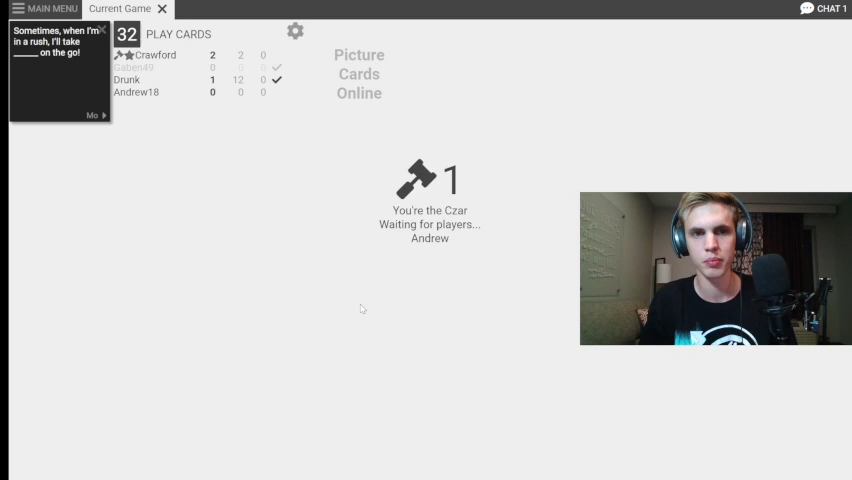 MAIN MENU
Current Game
CHAT 1
Sometimes, when I'm
in a rush, I'll take
______ on the go!
Mo
32 PLAY CARDS
Crawford 2 2 0
Gaben49 0 0 0
Drunk 1 12 0
Andrew18 0 0 0
Picture
Cards
Online
1
You're the Czar
Waiting for players...
Andrew